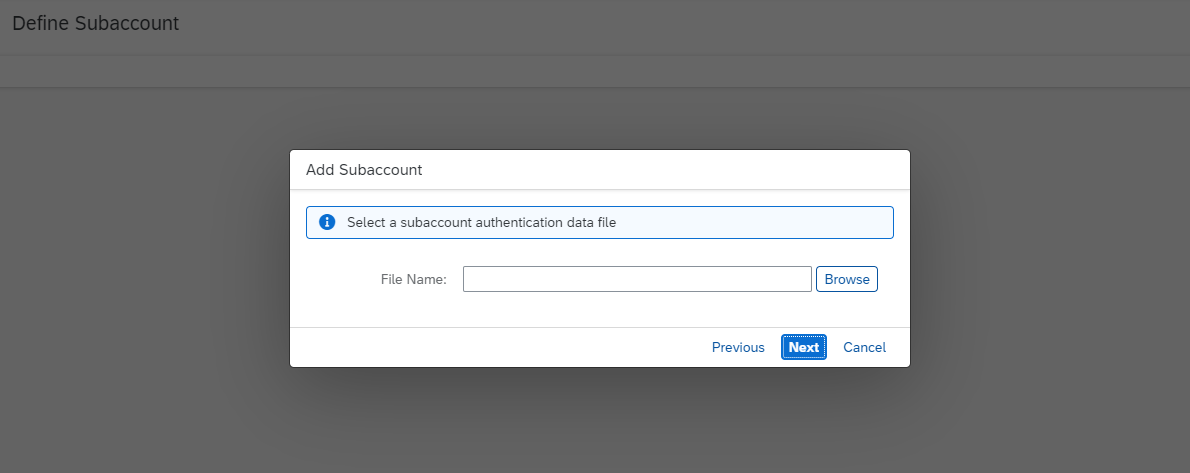 Define Subaccount
Add Subaccount
Select a subaccount authentication data file
File Name: Browse
Previous Next Cancel